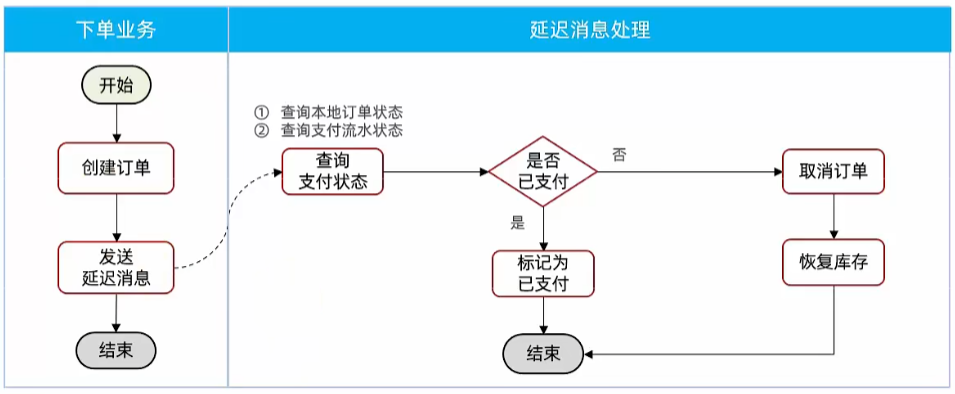 下单业务
延迟消息处理
开始
创建订单
发送
延迟消息
结束
① 查询本地订单状态
② 查询支付流水状态
查询
支付状态
是否
已支付
否
是
取消订单
恢复库存
标记为
已支付
结束